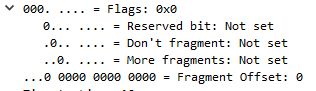 000. .... = Flags: 0x0
0... .... = Reserved bit: Not set
.0.. .... = Don't fragment: Not set
..0. .... = More fragments: Not set
...0 0000 0000 0000 = Fragment Offset: 0